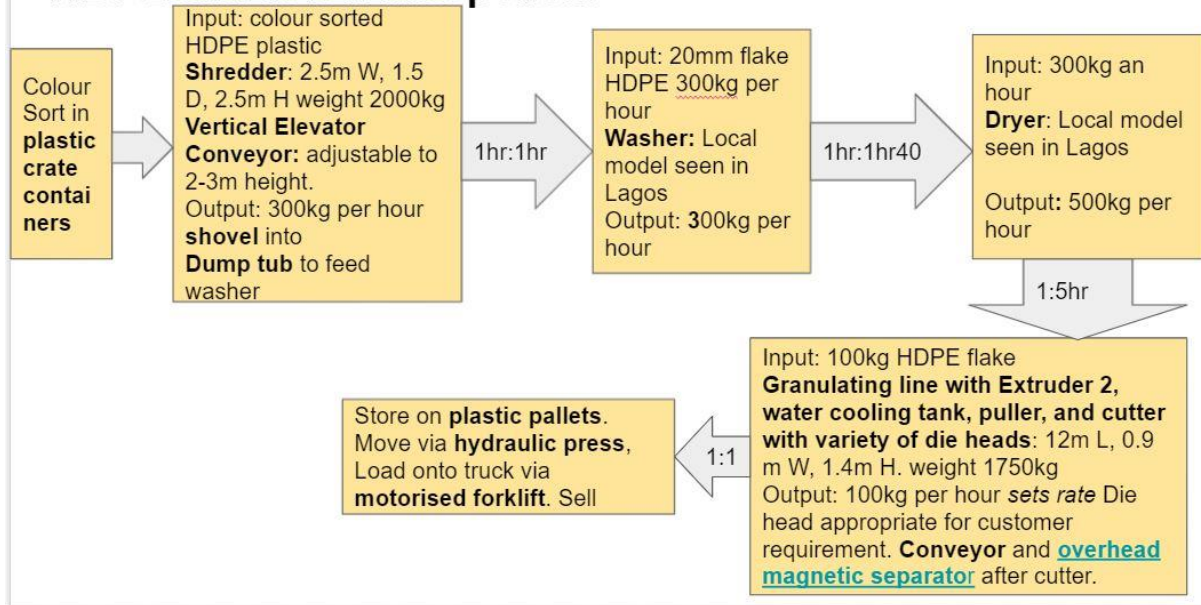 Colour
Sort in
plastic
crate
contai
ners
Input: colour sorted
HDPE plastic
Shredder: 2.5m W, 1.5
D, 2.5m H weight 2000kg
Vertical Elevator
Conveyor: adjustable to
2-3m height.
Output: 300kg per hour
shovel into
Dump tub to feed
washer
1hr:1hr
Input: 20mm flake
HDPE 300kg per
hour
Washer: Local
model seen in
Lagos
Output: 300kg per
hour
1hr:1hr40
Input: 300kg an
hour
Dryer: Local model
seen in Lagos
Output: 500kg per
hour
1:5hr
Input: 100kg HDPE flake
Granulating line with Extruder 2,
water cooling tank, puller, and cutter
with variety of die heads: 12m L, 0.9
m W, 1.4m H. weight 1750kg
Output: 100kg per hour sets rate Die
head appropriate for customer
requirement. Conveyor and overhead
magnetic separator after cutter.
1:1
Store on plastic pallets.
Move via hydraulic press,
Load onto truck via
motorised forklift. Sell